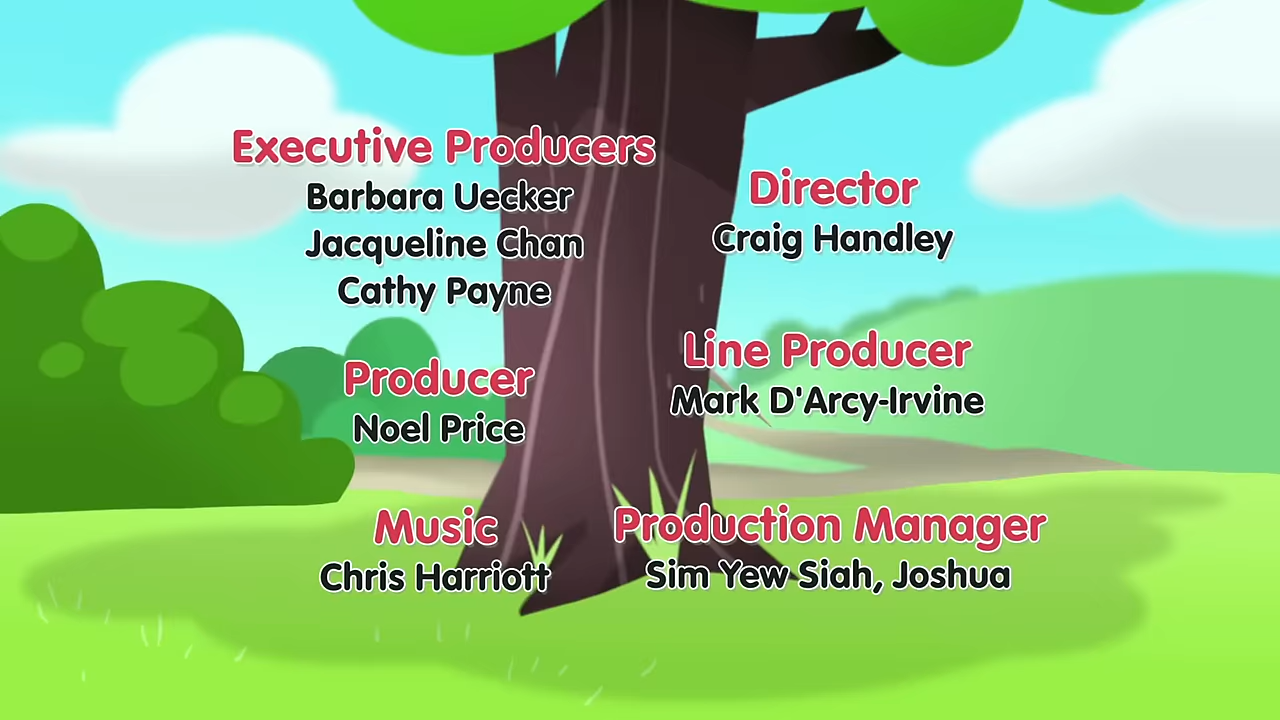 Executive Producers
Barbara Uecker
Jacqueline Chan
Cathy Payne
Producer
Noel Price
Music
Chris Harriott
Director
Craig Handley
Line Producer
Mark D'Arcy-Irvine
Production Manager
Sim Yew Siah, Joshua